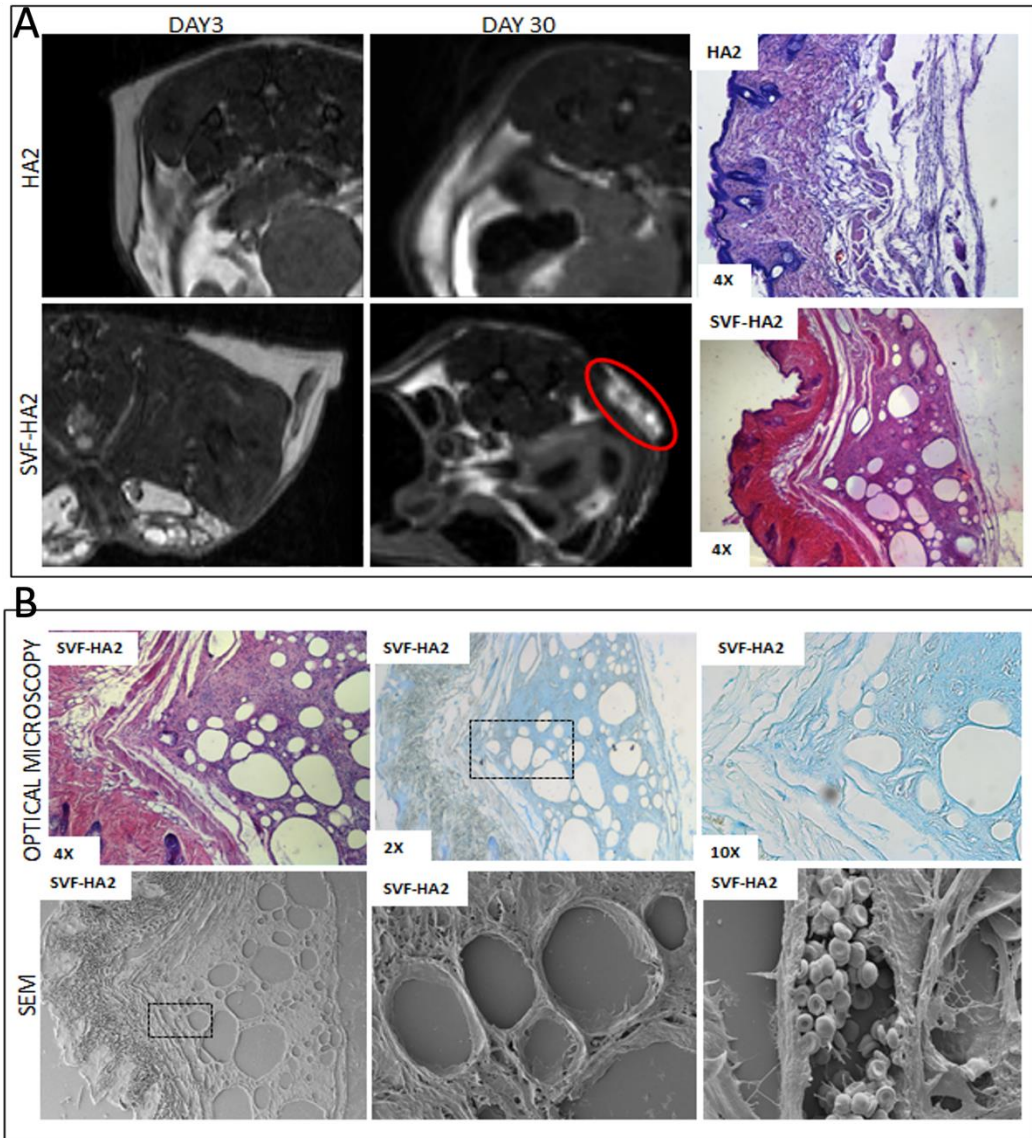 A
DAY3
DAY 30
HA2
HA2
4X
SVF-HA2
SVF-HA2
4X
B
OPTICAL MICROSCOPY
SVF-HA2
4X
SVF-HA2
2X
SVF-HA2
10X
SEM
SVF-HA2
SVF-HA2
SVF-HA2